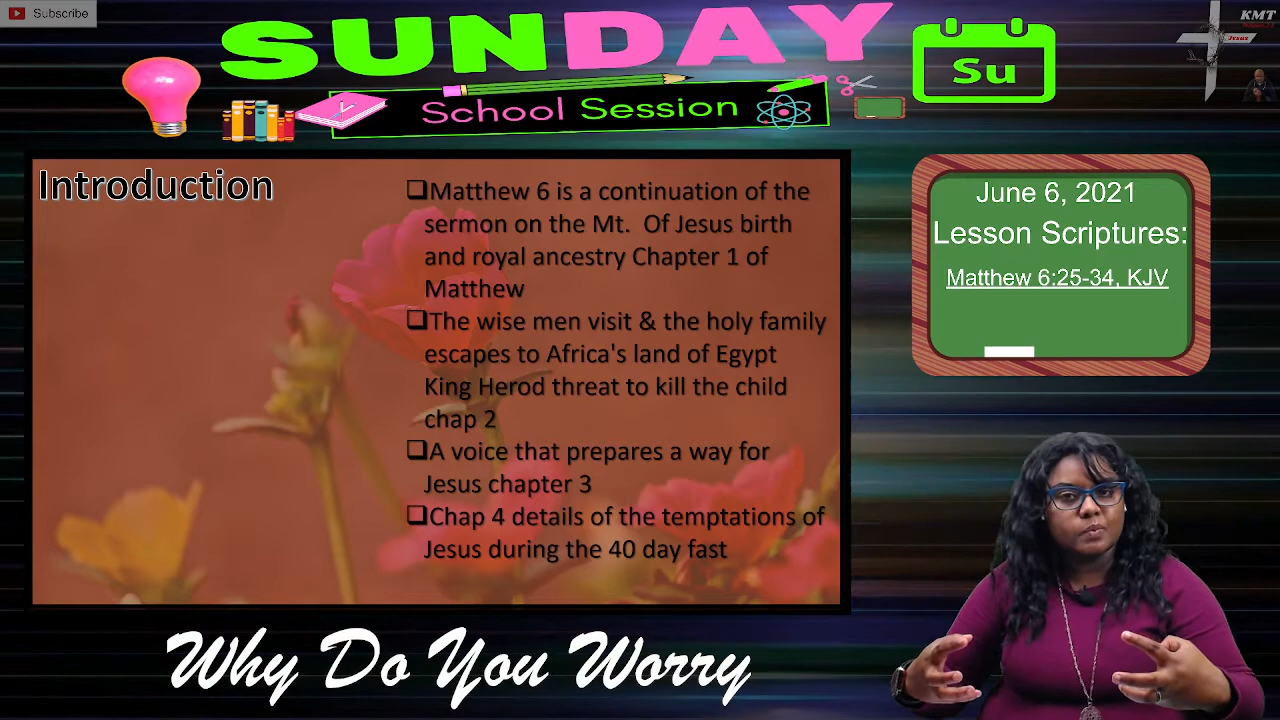 Subscribe
SUNDAY
School Session
Su
KMT
Jesus
Introduction
Matthew 6 is a continuation of the
sermon on the Mt. Of Jesus birth
and royal ancestry Chapter 1 of
Matthew
The wise men visit & the holy family
escapes to Africa's land of Egypt
King Herod threat to kill the child
chap 2
A voice that prepares a way for
Jesus chapter 3
Chap 4 details of the temptations of
Jesus during the 40 day fast
June 6, 2021
Lesson Scriptures:
Matthew 6:25-34, KJV
Why Do You Worry